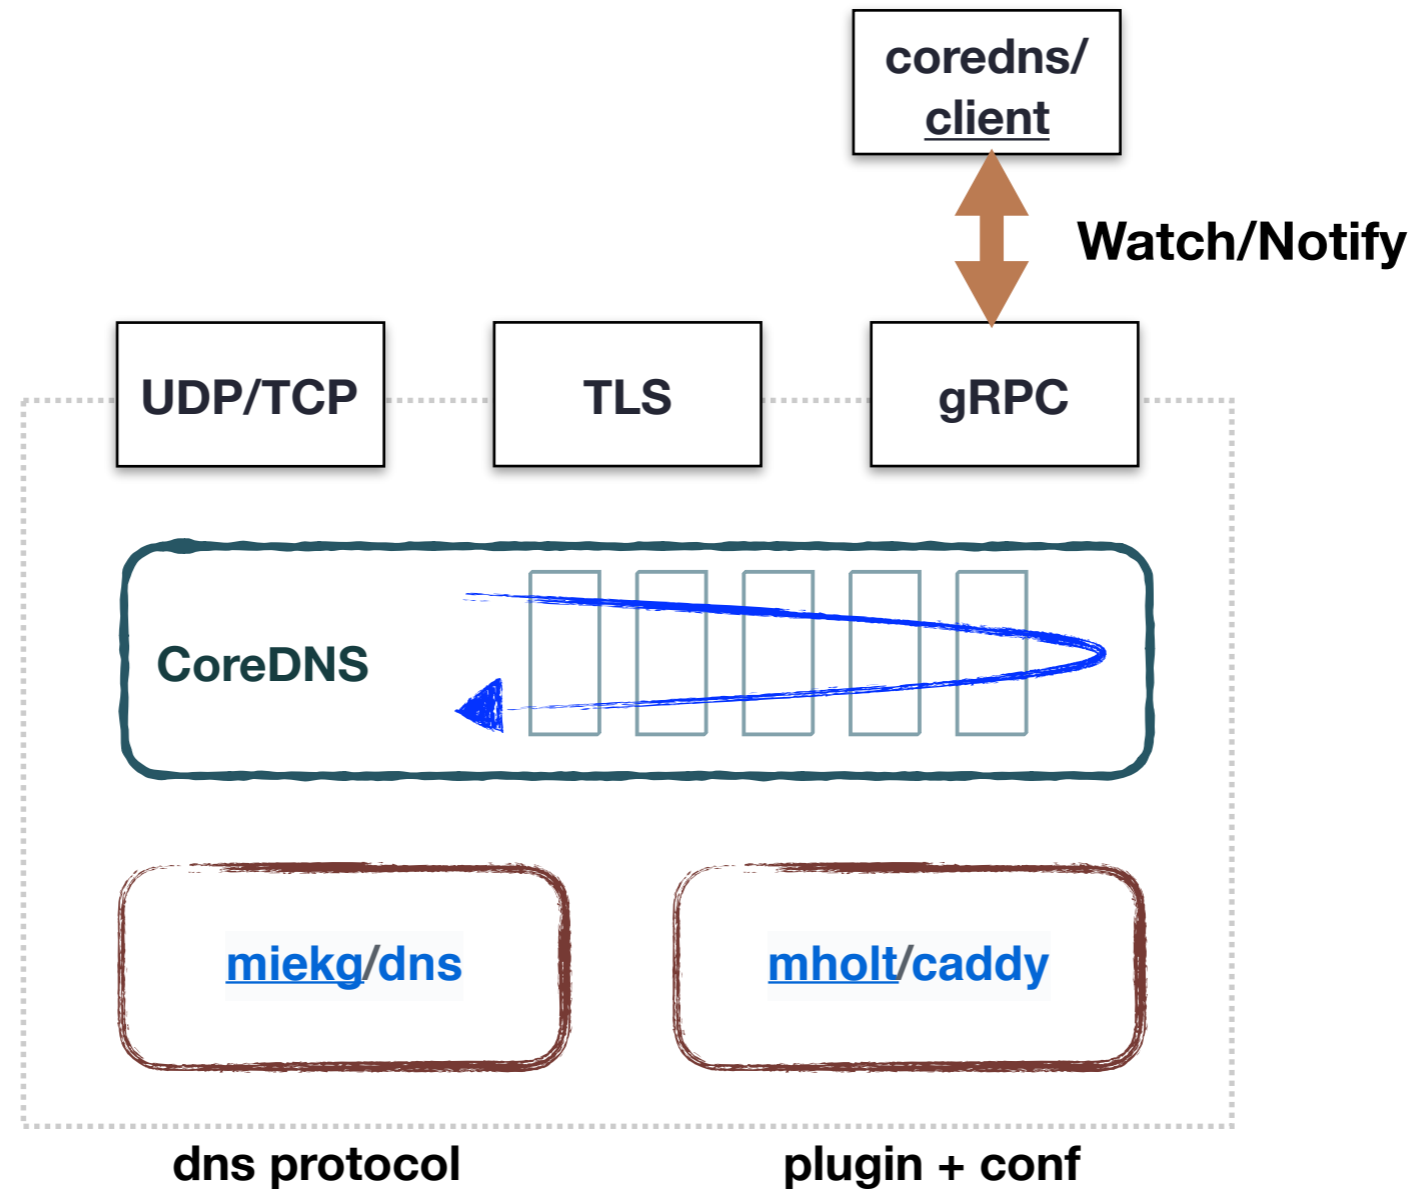 coredns/
client
Watch/Notify
UDP/TCP
TLS
gRPC
CoreDNS
miekg/dns
mholt/caddy
dns protocol
plugin + conf